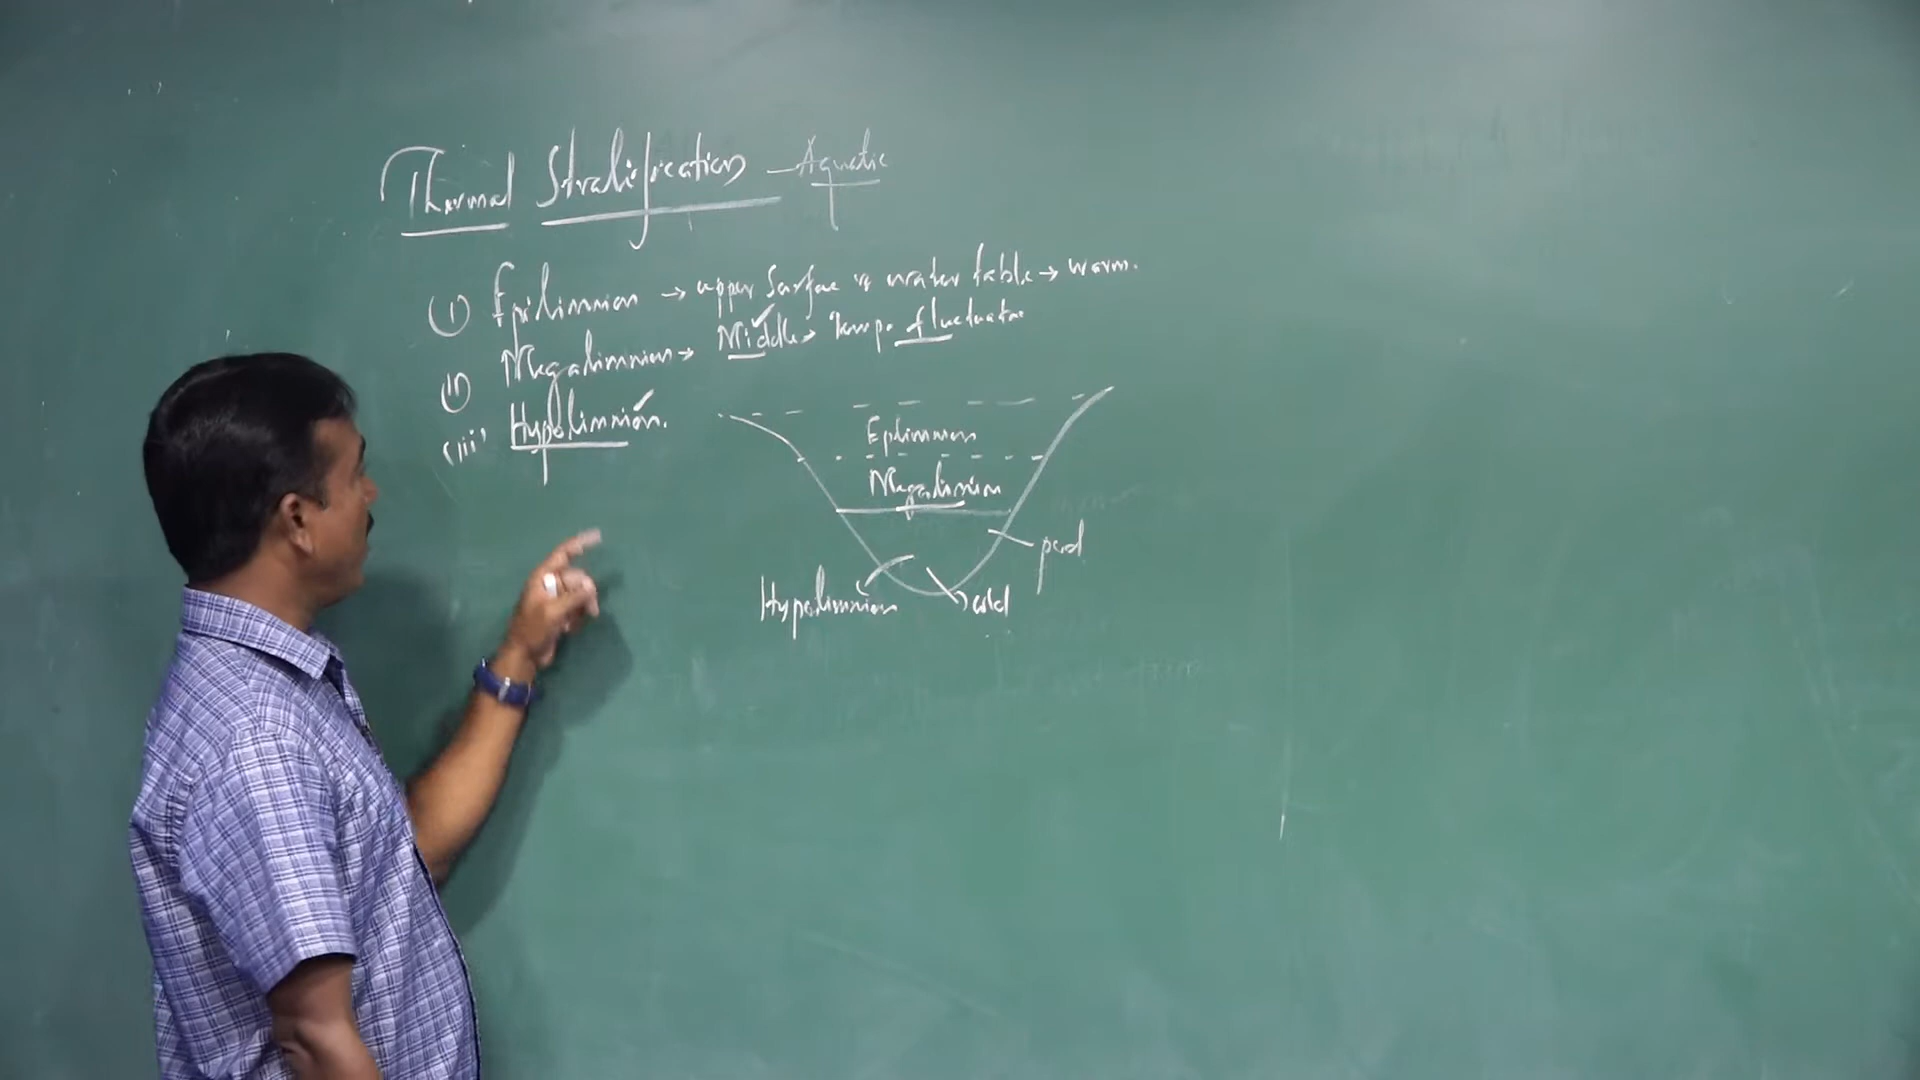 Thermal Stratification - Aquatic
(i) Epilimnion → upper Surface of water table → warm.
(ii) Megalimnion → Middle → Temp. fluctuates
(iii) Hypolimnion.
Epilimnion
Megalimnion
pond
Hypolimnion
cold